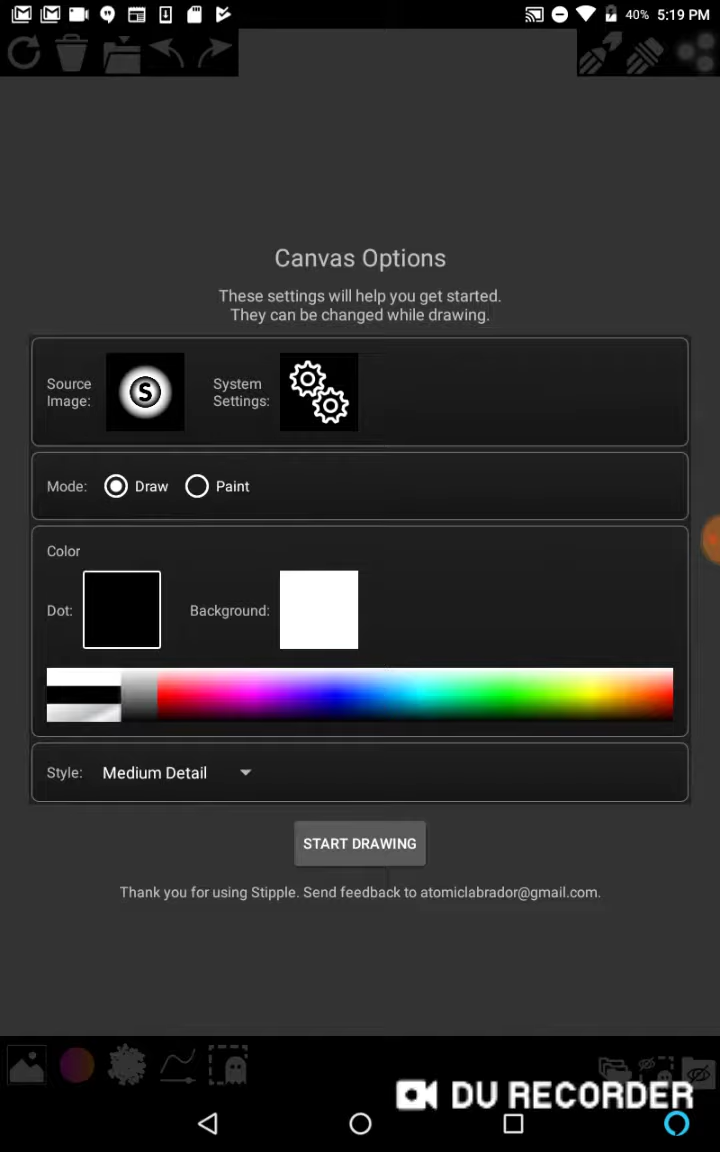 40% 5:19 PM
Canvas Options
These settings will help you get started.
They can be changed while drawing.
Source
Image:
S
System
Settings:
Mode: Draw Paint
Color
Dot: Background:
Style: Medium Detail
START DRAWING
Thank you for using Stipple. Send feedback to atomiclabrador@gmail.com.
DU RECORDER